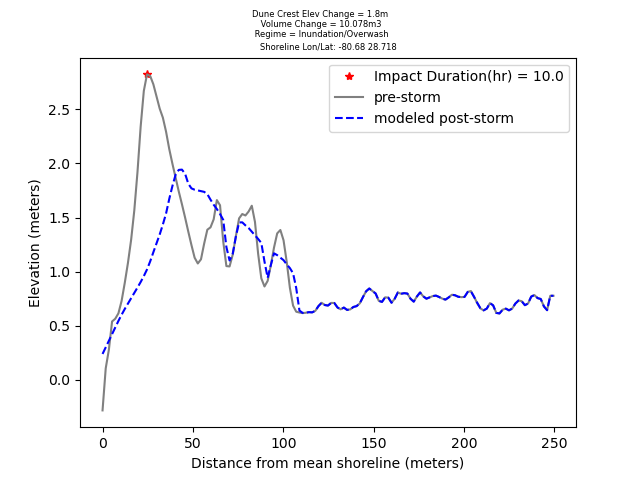 Dune Crest Elev Change = 1.8m
Volume Change = 10.078m3
Regime = Inundation/Overwash
Shoreline Lon/Lat: -80.68 28.718
Impact Duration(hr) = 10.0
pre-storm
modeled post-storm
2.5
2.0
1.5
1.0
0.5
0.0
Elevation (meters)
0 50 100 150 200 250
Distance from mean shoreline (meters)